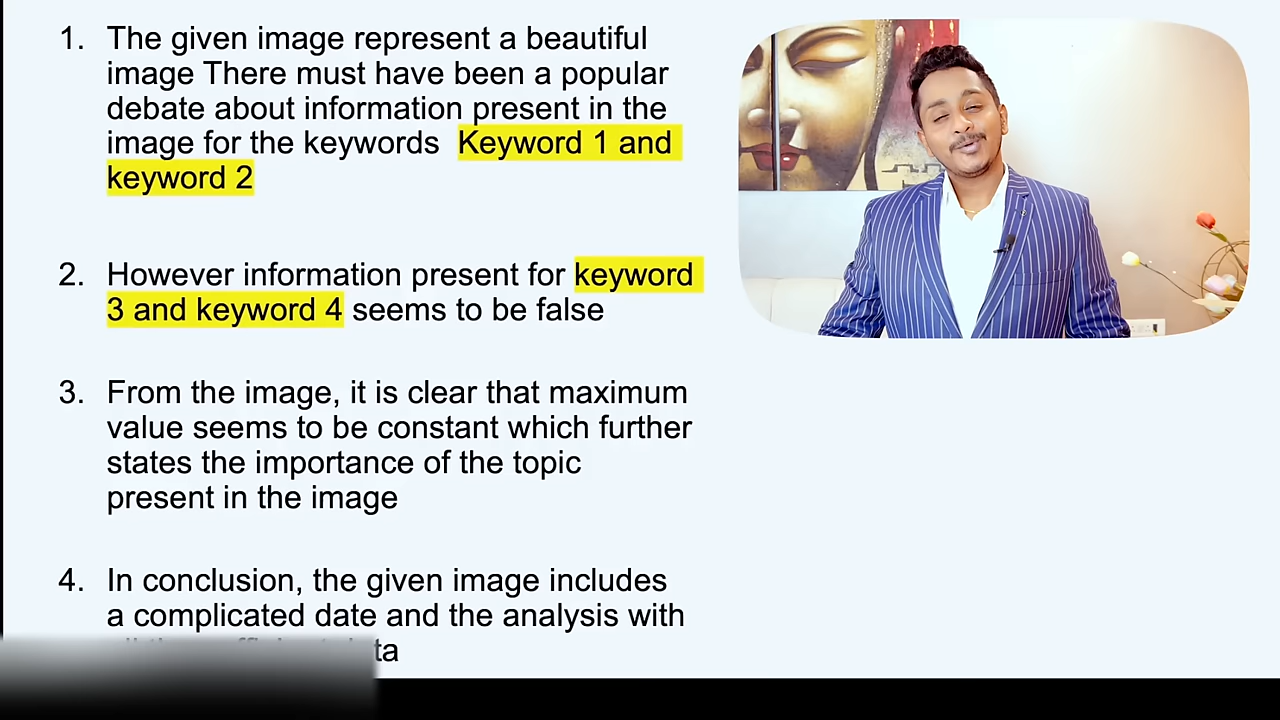 1. The given image represent a beautiful
image There must have been a popular
debate about information present in the
image for the keywords Keyword 1 and
keyword 2
2. However information present for keyword
3 and keyword 4 seems to be false
3. From the image, it is clear that maximum
value seems to be constant which further
states the importance of the topic
present in the image
4. In conclusion, the given image includes
a complicated date and the analysis with